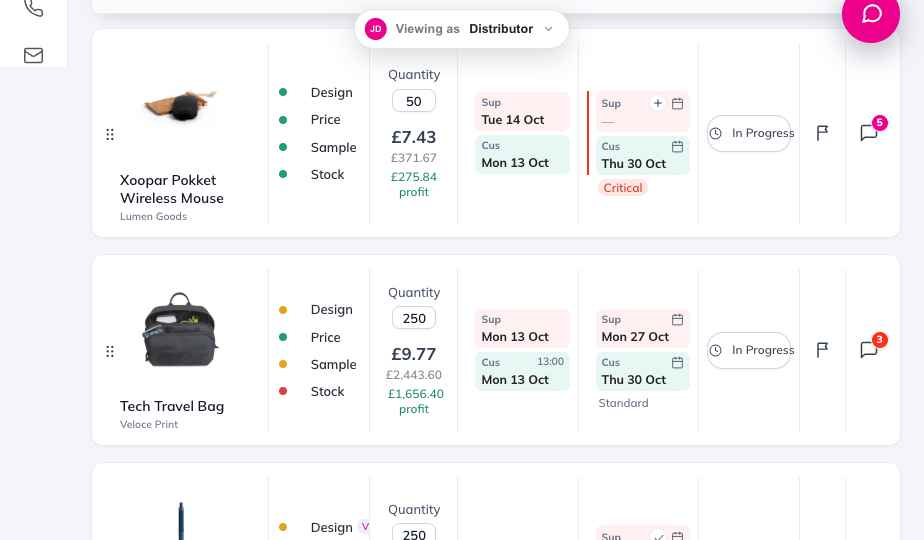 JD Viewing as Distributor
Design
Price
Sample
Stock
Xoopar Pokket
Wireless Mouse
Lumen Goods
Quantity
50
£7.43
£371.67
£275.84
profit
Sup
Tue 14 Oct
Cus
Mon 13 Oct
Sup
—
Cus
Thu 30 Oct
Critical
In Progress
5
Design
Price
Sample
Stock
Tech Travel Bag
Veloce Print
Quantity
250
£9.77
£2,443.60
£1,656.40
profit
Sup
Mon 13 Oct
Cus 13:00
Mon 13 Oct
Sup
Mon 27 Oct
Cus
Thu 30 Oct
Standard
In Progress
3
Design V
Quantity
250
Sup